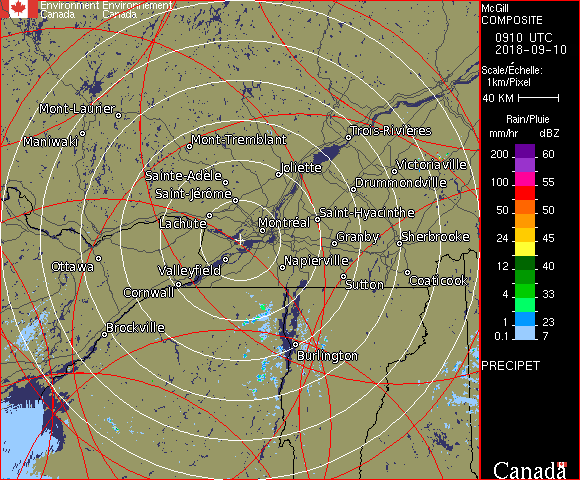 Environment Environnement
Canada Canada
McGill
COMPOSITE
0910 UTC
2018-09-10
Scale/Échelle:
1km/Pixel
40 KM
Rain/Pluie
mm/hr dBZ
200 60
100 55
50 50
24 45
12 40
4 33
1 23
0.1 7
PRECIPET
Canada
Mont-Laurier
Maniwaki
Mont-Tremblant
Trois-Rivières
Sainte-Adèle
Joliette
Victoriaville
Saint-Jérôme
Drummondville
Lachute
Montréal
Saint-Hyacinthe
Granby
Sherbrooke
Ottawa
Valleyfield
Napierville
Cornwall
Sutton
Coaticook
Brockville
Burlington